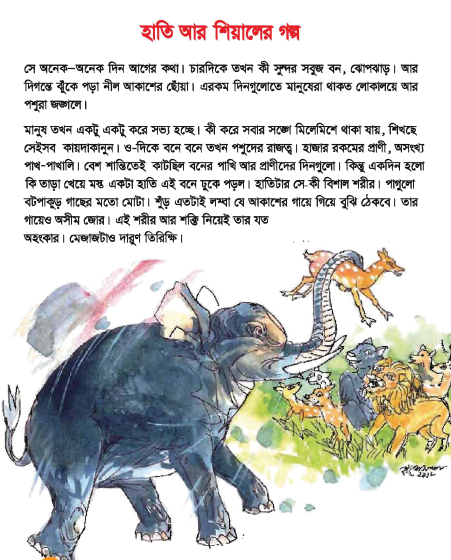 হাতি আর শিয়ালের গল্প
সে অনেক-অনেক দিন আগের কথা। চারদিকে তখন কী সুন্দর সবুজ বন, ঝোপঝাড়। আর
দিগন্তে ঝুঁকে পড়া নীল আকাশের ছোঁয়া। এরকম দিনগুলোতে মানুষেরা থাকত লোকালয়ে আর
পশুরা জঙ্গলে।
মানুষ তখন একটু একটু করে সভ্য হচ্ছে। কী করে সবার সঙ্গে মিলেমিশে থাকা যায়, শিখছে
সেইসব কায়দাকানুন। ও-দিকে বনে বনে তখন পশুদের রাজত্ব। হাজার রকমের প্রাণী, অসংখ্য
পাখ-পাখালি। বেশ শান্তিতেই কাটছিল বনের পাখি আর প্রাণীদের দিনগুলো। কিন্তু একদিন হলো
কি তাড়া খেয়ে মস্ত একটা হাতি এই বনে ঢুকে পড়ল। হাতিটার সে-কী বিশাল শরীর। পাগুলো
বটপাকুড় গাছের মতো মোটা। শুঁড় এতটাই লম্বা যে আকাশের গায়ে গিয়ে বুঝি ঠেকবে। তার
গায়েও অসীম জোর। এই শরীর আর শক্তি নিয়েই তার যত
অহংকার। মেজাজটাও দারুণ তিরিক্ষি।